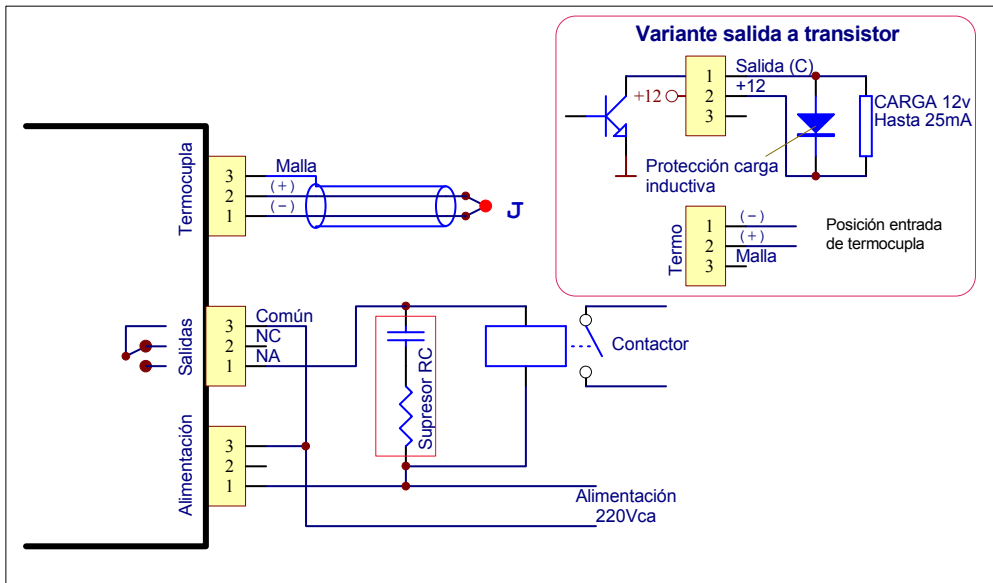 Variante salida a transistor
1
2
3
Salida (C)
+12
+12
CARGA 12v
Hasta 25mA
Protección carga
inductiva
Termo
1
2
3
(-)
(+)
Malla
Posición entrada
de termocupla
Termocupla
3
2
1
Malla
(+)
(-)
J
Salidas
3
2
1
Común
NC
NA
Supresor RC
Contactor
Alimentación
3
2
1
Alimentación
220Vca